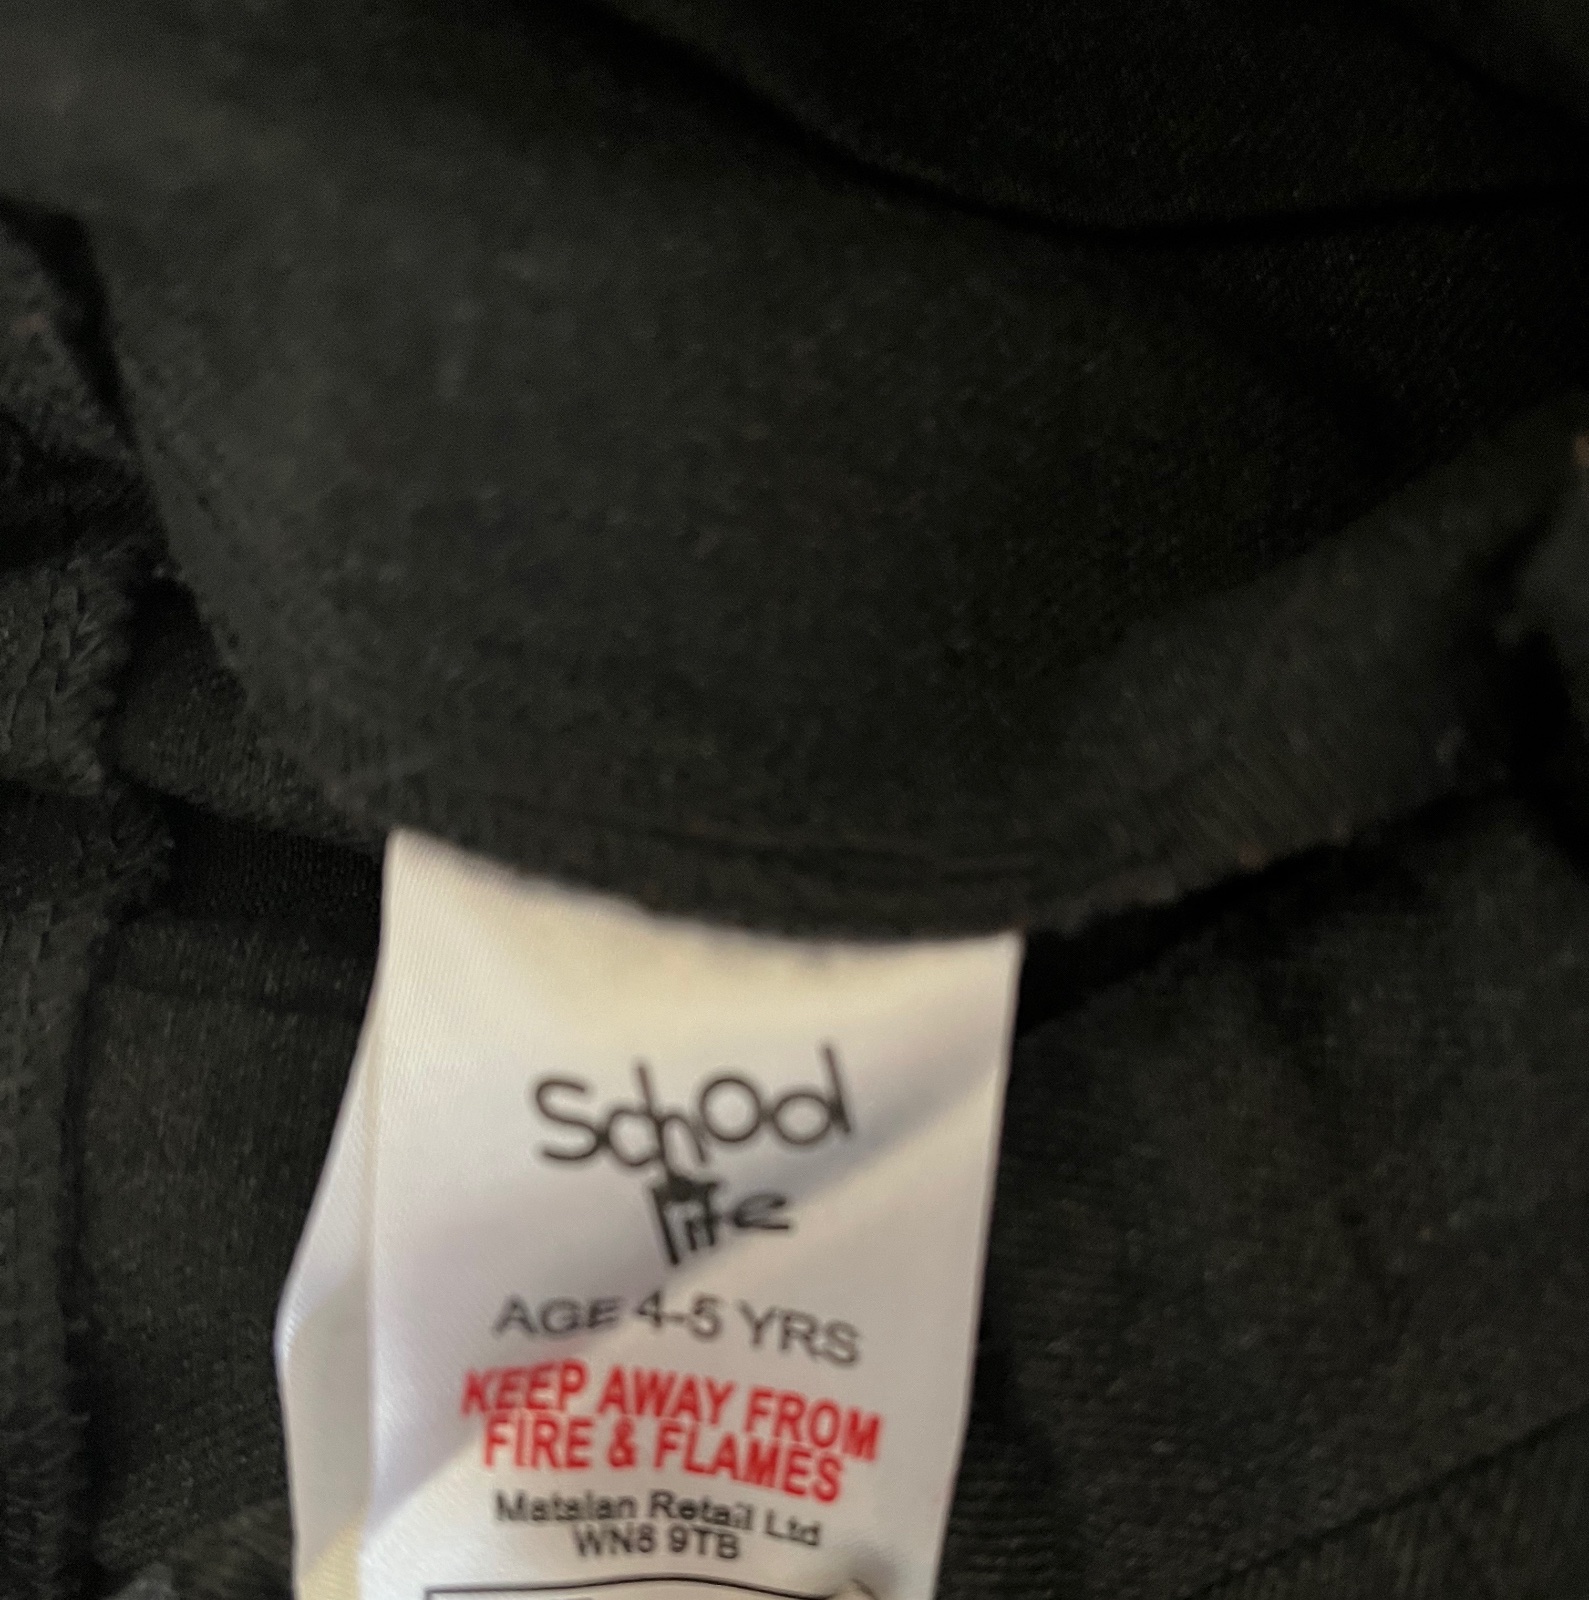 School
life
AGE 4-5 YRS
KEEP AWAY FROM
FIRE & FLAMES
Matalan Retail Ltd
WN8 9TB